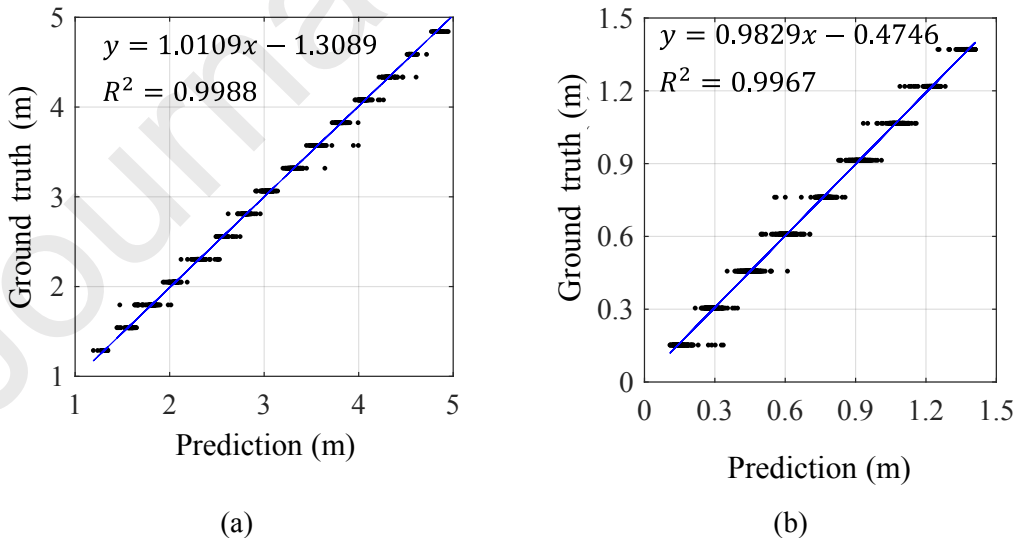 Journa
y = 1.0109x − 1.3089
R² = 0.9988
5
4
3
2
1
1 2 3 4 5
Ground truth (m)
Prediction (m)
(a)
y = 0.9829x − 0.4746
R² = 0.9967
1.5
1.2
0.9
0.6
0.3
0
0 0.3 0.6 0.9 1.2 1.5
Ground truth (m)
Prediction (m)
(b)